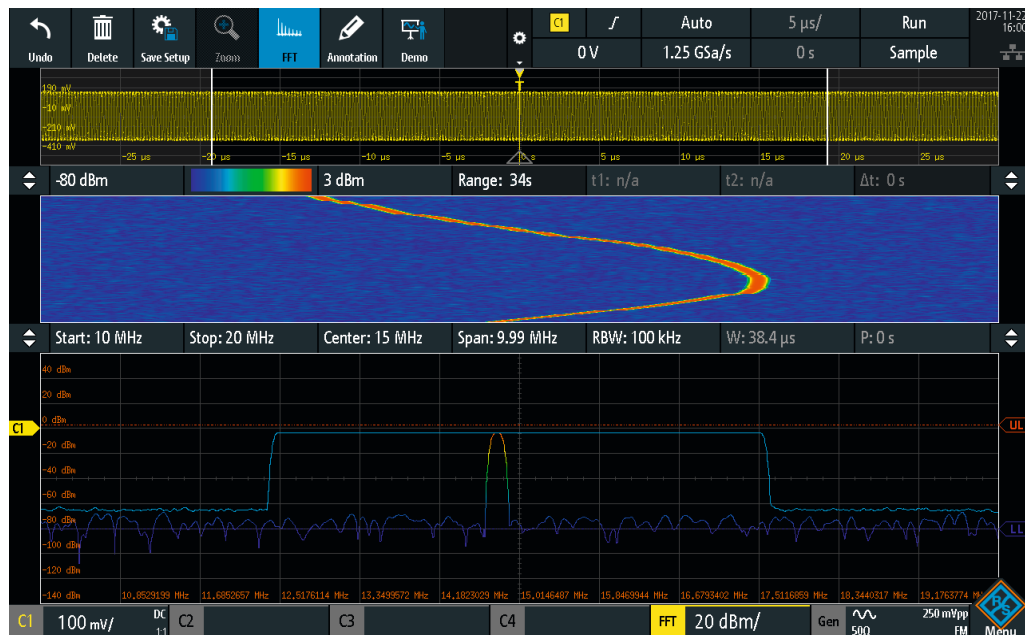 C1 Auto 5 µs/ Run 2017-11-22
16:00
Undo Delete Save Setup Zoom FFT Annotation Demo 0 V 1.25 GSa/s 0 s Sample
T
190 mV
-10 mV
-210 mV
-410 mV
-25 µs -20 µs -15 µs -10 µs -5 µs 0 s 5 µs 10 µs 15 µs 20 µs 25 µs
-80 dBm 3 dBm Range: 34s t1: n/a t2: n/a Δt: 0 s
Start: 10 MHz Stop: 20 MHz Center: 15 MHz Span: 9.99 MHz RBW: 100 kHz W: 38.4 µs P: 0 s
40 dBm
20 dBm
0 dBm
C1 UL
-20 dBm
-40 dBm
-60 dBm
-80 dBm
LL
-100 dBm
-120 dBm
-140 dBm 10.8529199 MHz 11.6852657 MHz 12.5176114 MHz 13.3499572 MHz 14.1823029 MHz 15.0146487 MHz 15.8469944 MHz 16.6793402 MHz 17.5116859 MHz 18.3440317 MHz 19.1763774
C1 100 mV/ DC C2 C3 C4 FFT 20 dBm/ Gen 250 mVpp
1:1 500 FM Menu
R&S